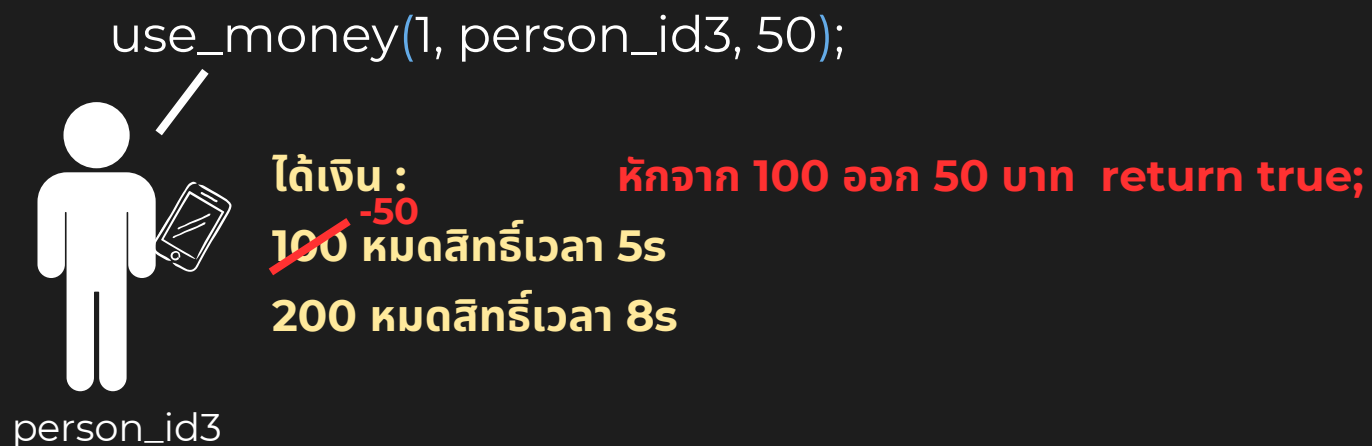 use_money(1, person_id3, 50);
ได้เงิน : หักจาก 100 ออก 50 บาท return true;
-50
100 หมดสิทธิ์เวลา 5s
200 หมดสิทธิ์เวลา 8s
person_id3